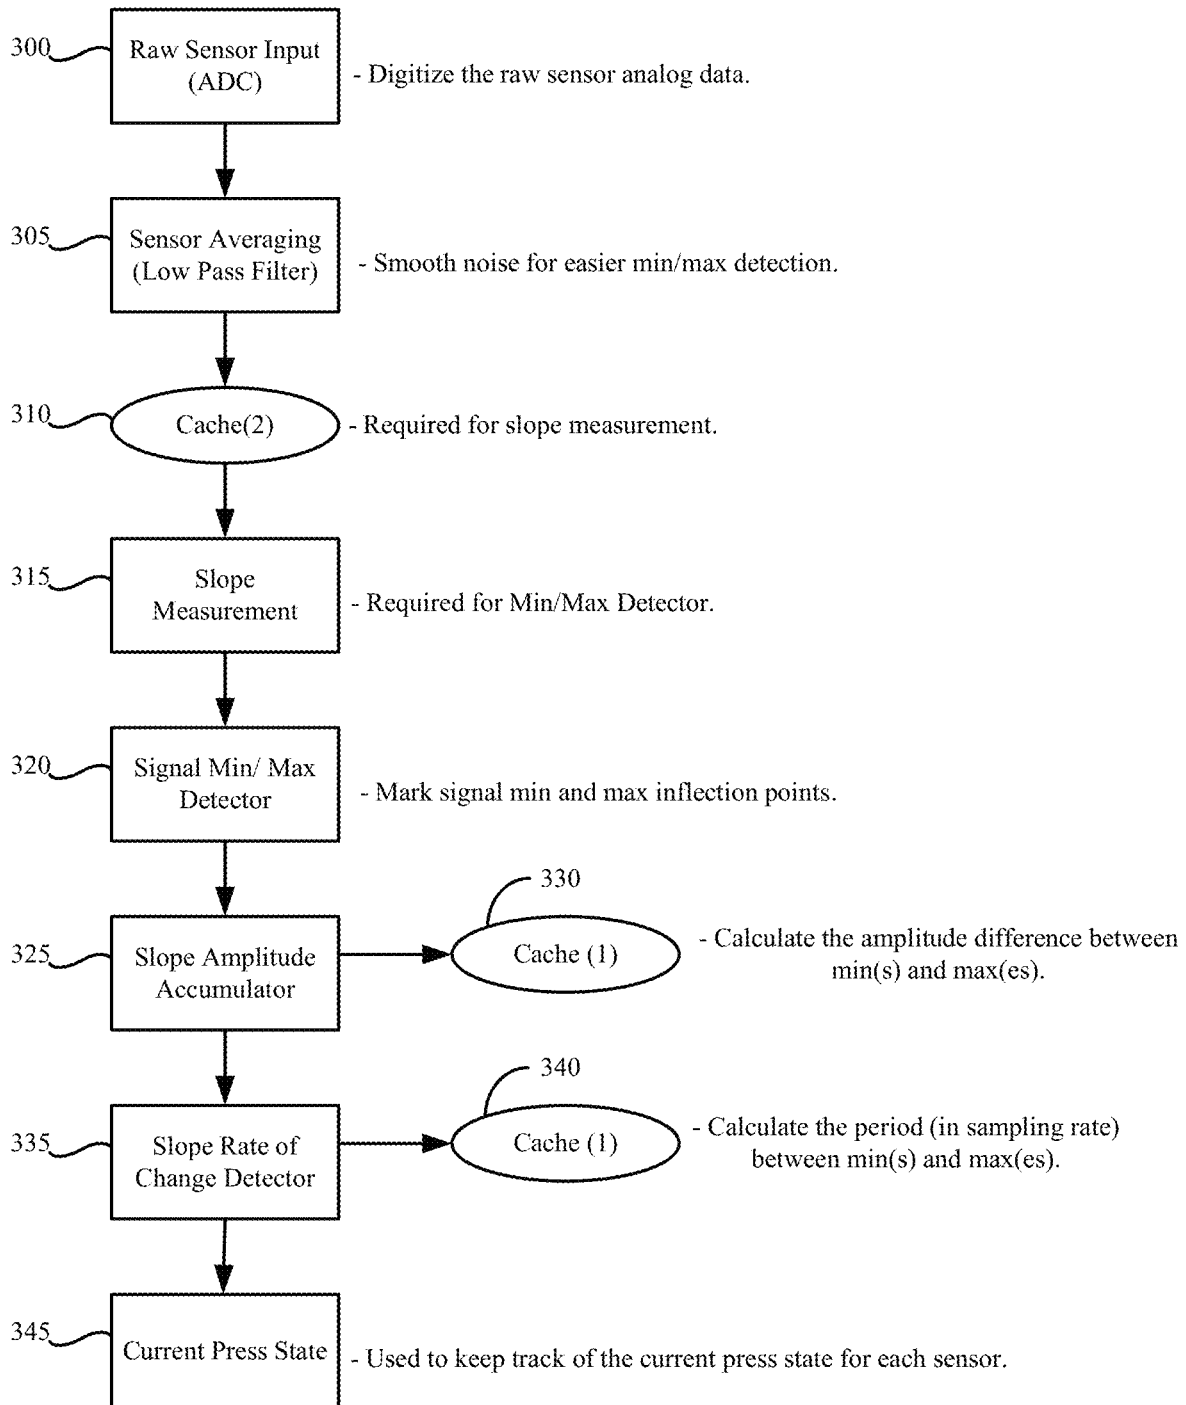 300
Raw Sensor Input
(ADC)
- Digitize the raw sensor analog data.
305
Sensor Averaging
(Low Pass Filter)
- Smooth noise for easier min/max detection.
310
Cache(2)
- Required for slope measurement.
315
Slope
Measurement
- Required for Min/Max Detector.
320
Signal Min/ Max
Detector
- Mark signal min and max inflection points.
325
Slope Amplitude
Accumulator
330
Cache (1)
- Calculate the amplitude difference between
min(s) and max(es).
335
Slope Rate of
Change Detector
340
Cache (1)
- Calculate the period (in sampling rate)
between min(s) and max(es).
345
Current Press State
- Used to keep track of the current press state for each sensor.